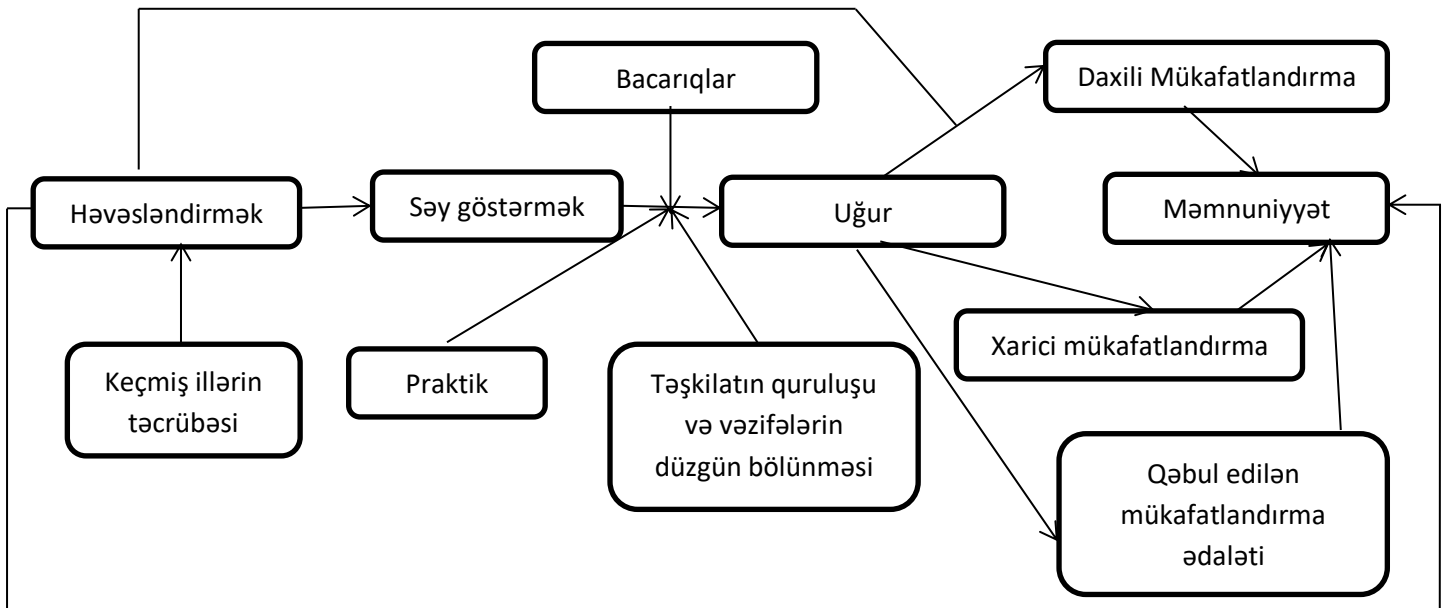 Bacarıqlar
Daxili Mükafatlandırma
Həvəsləndirmək
Səy göstərmək
Uğur
Məmnuniyyət
Xarici mükafatlandırma
Keçmiş illərin
təcrübəsi
Praktik
Təşkilatın quruluşu
və vəzifələrin
düzgün bölünməsi
Qəbul edilən
mükafatlandırma
ədaləti